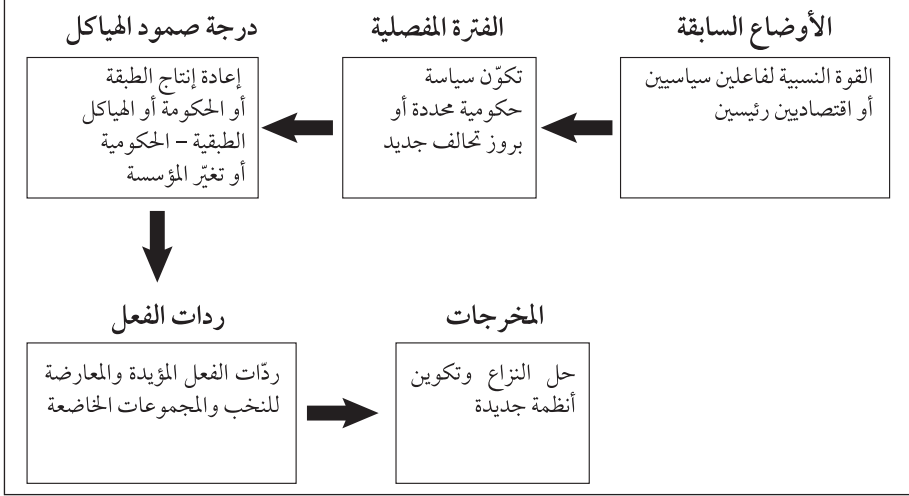 الأوضاع السابقة
القوة النسبية لفاعلين سياسيين
أو اقتصاديين رئيسين
الفترة المفصلية
تكوّن سياسة
حكومية محددة أو
بروز تحالف جديد
درجة صمود الهياكل
إعادة إنتاج الطبقة
أو الحكومة أو الهياكل
الطبقية – الحكومية
أو تغيّر المؤسسة
ردات الفعل
ردّات الفعل المؤيدة والمعارضة
للنخب والمجموعات الخاضعة
المخرجات
حل النزاع وتكوين
أنظمة جديدة